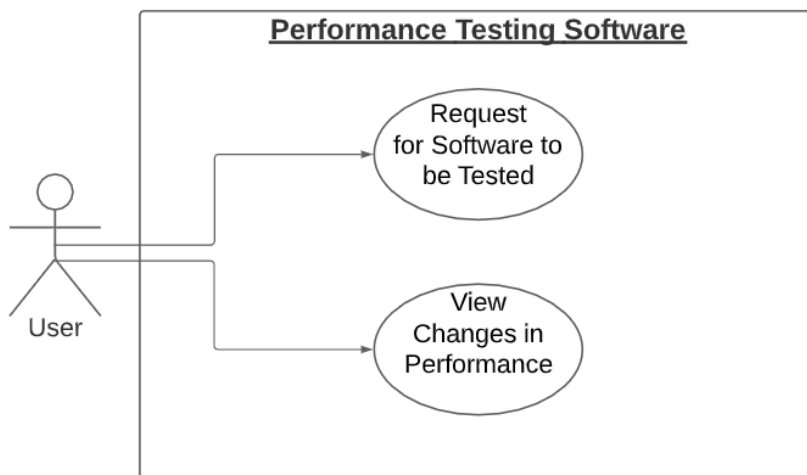 Performance Testing Software
Request
for Software to
be Tested
User
View
Changes in
Performance